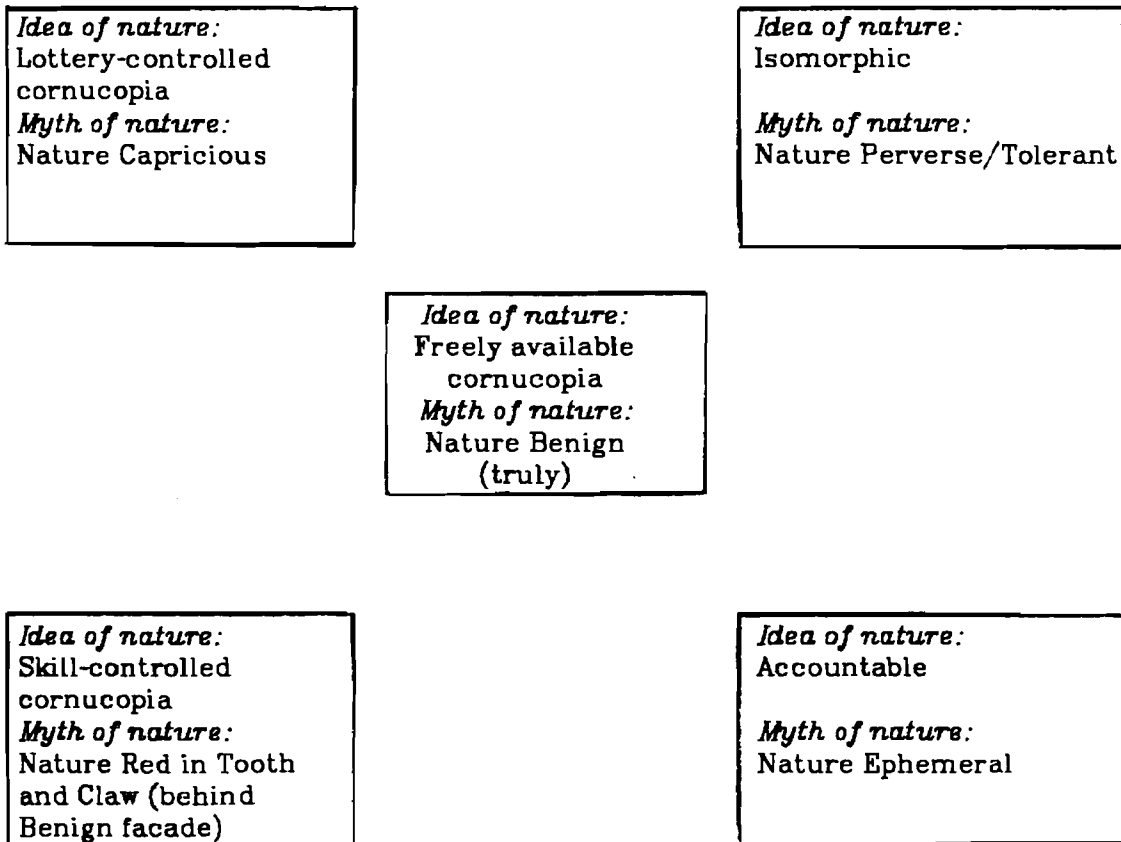 Idea of nature:
Lottery-controlled
cornucopia
Myth of nature:
Nature Capricious
Idea of nature:
Isomorphic
Myth of nature:
Nature Perverse/Tolerant
Idea of nature:
Freely available
cornucopia
Myth of nature:
Nature Benign
(truly)
Idea of nature:
Skill-controlled
cornucopia
Myth of nature:
Nature Red in Tooth
and Claw (behind
Benign facade)
Idea of nature:
Accountable
Myth of nature:
Nature Ephemeral